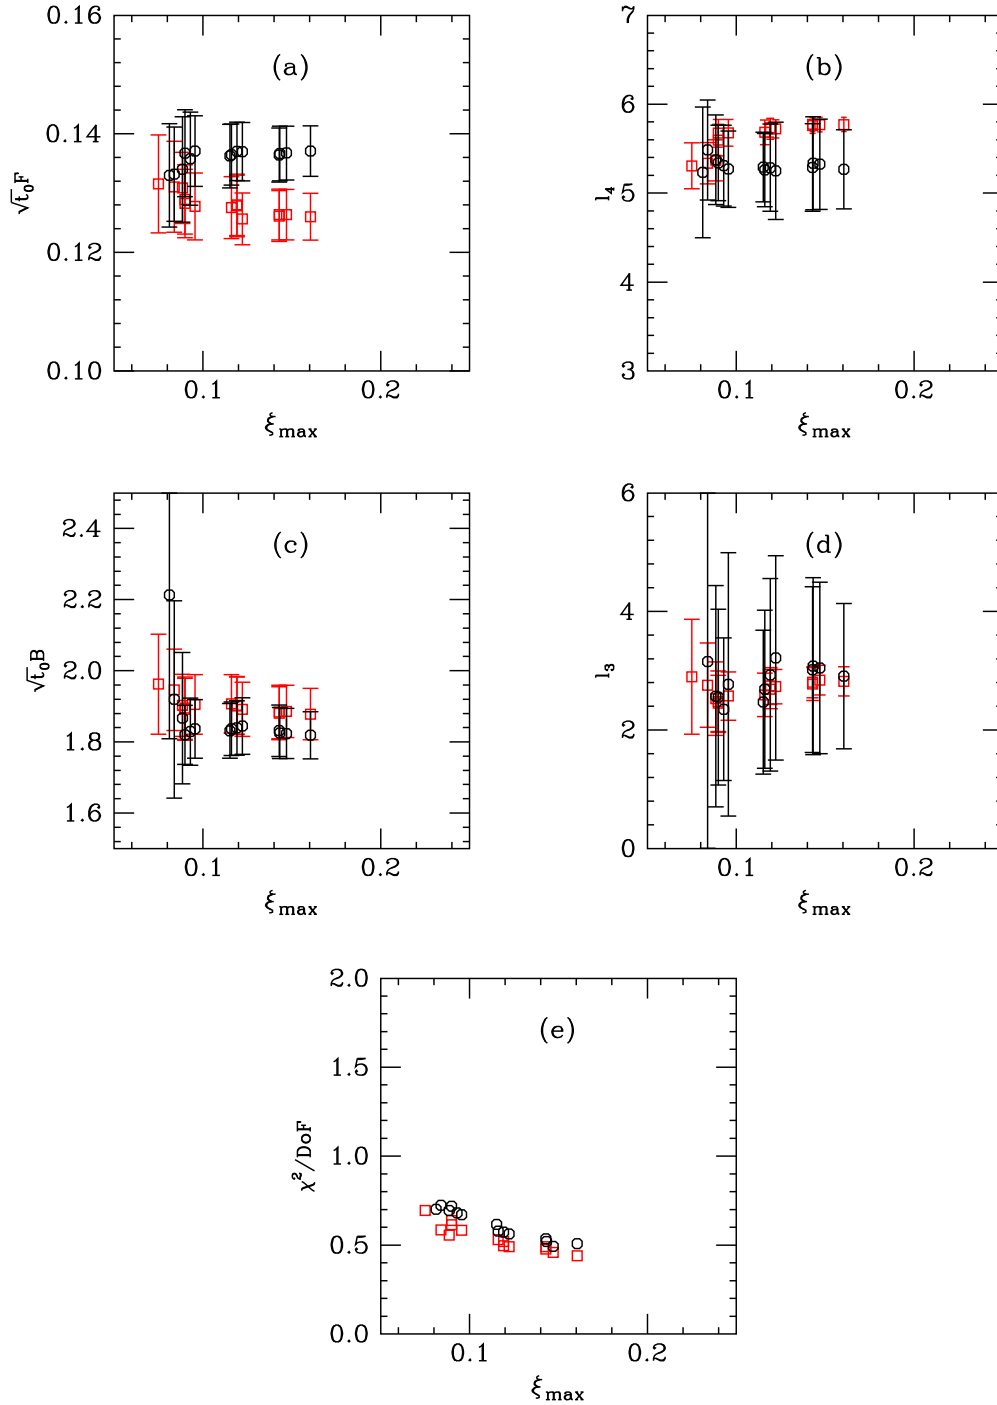 0.16
0.14
0.12
0.10
√t₀F
(a)
0.1
0.2
ξmax
7
6
5
4
3
l₄
(b)
0.1
0.2
ξmax
2.4
2.2
2.0
1.8
1.6
√t₀B
(c)
0.1
0.2
ξmax
6
4
2
0
l₃
(d)
0.1
0.2
ξmax
2.0
1.5
1.0
0.5
0.0
χ²/DoF
(e)
0.1
0.2
ξmax